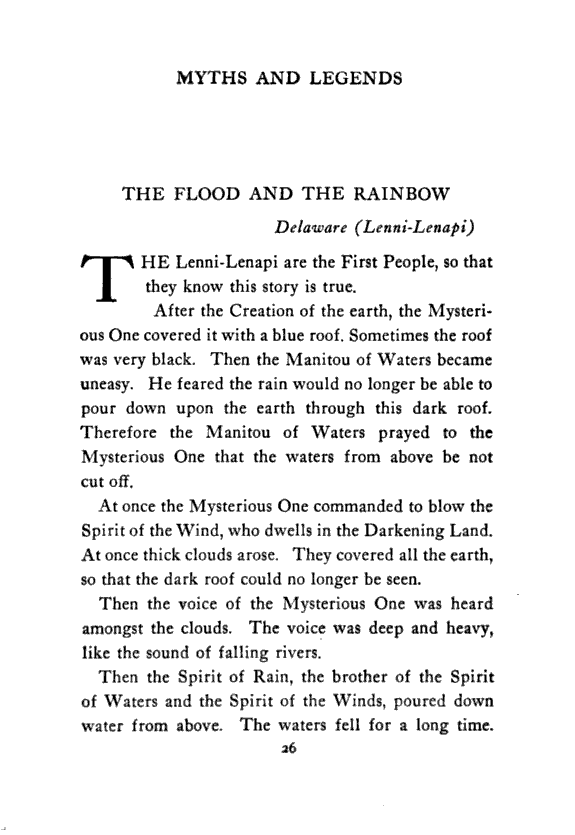 MYTHS AND LEGENDS
THE FLOOD AND THE RAINBOW
Delaware (Lenni-Lenapi)
THE Lenni-Lenapi are the First People, so that
they know this story is true.
After the Creation of the earth, the Mysteri-
ous One covered it with a blue roof. Sometimes the roof
was very black. Then the Manitou of Waters became
uneasy. He feared the rain would no longer be able to
pour down upon the earth through this dark roof.
Therefore the Manitou of Waters prayed to the
Mysterious One that the waters from above be not
cut off.
At once the Mysterious One commanded to blow the
Spirit of the Wind, who dwells in the Darkening Land.
At once thick clouds arose. They covered all the earth,
so that the dark roof could no longer be seen.
Then the voice of the Mysterious One was heard
amongst the clouds. The voice was deep and heavy,
like the sound of falling rivers.
Then the Spirit of Rain, the brother of the Spirit
of Waters and the Spirit of the Winds, poured down
water from above. The waters fell for a long time.
26